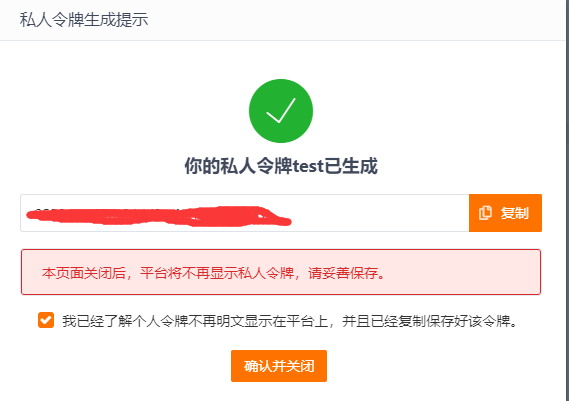 私人令牌生成提示
你的私人令牌test已生成
复制
本页面关闭后，平台将不再显示私人令牌，请妥善保存。
我已经了解个人令牌不再明文显示在平台上，并且已经复制保存好该令牌。
确认并关闭